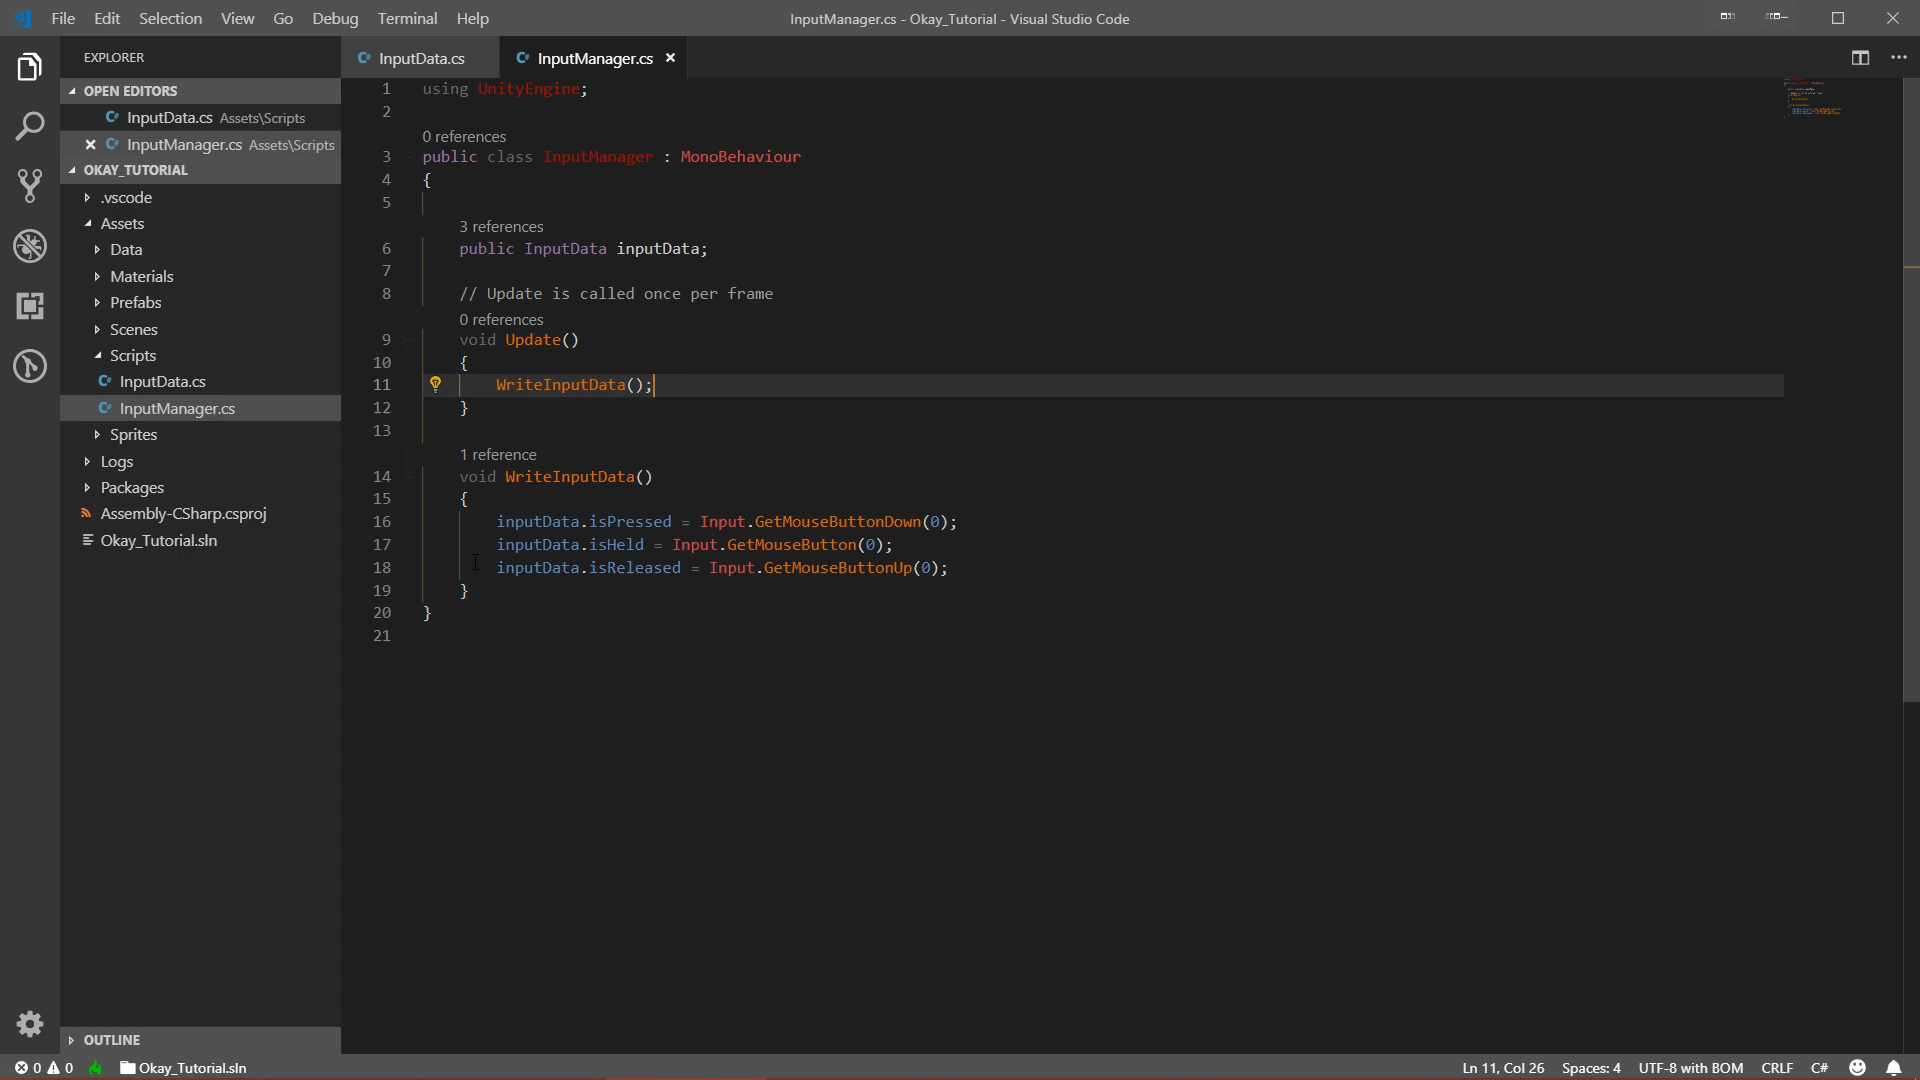 File Edit Selection View Go Debug Terminal Help
InputManager.cs - Okay_Tutorial - Visual Studio Code
EXPLORER
OPEN EDITORS
InputData.cs Assets\Scripts
InputManager.cs Assets\Scripts
OKAY_TUTORIAL
.vscode
Assets
Data
Materials
Prefabs
Scenes
Scripts
InputData.cs
InputManager.cs
Sprites
Logs
Packages
Assembly-CSharp.csproj
Okay_Tutorial.sln
OUTLINE
InputData.cs
InputManager.cs
1 using UnityEngine;
2
0 references
3 public class InputManager : MonoBehaviour
4 {
5
3 references
6 public InputData inputData;
7
8 // Update is called once per frame
0 references
9 void Update()
10 {
11 WriteInputData();
12 }
13
1 reference
14 void WriteInputData()
15 {
16 inputData.isPressed = Input.GetMouseButtonDown(0);
17 inputData.isHeld = Input.GetMouseButton(0);
18 inputData.isReleased = Input.GetMouseButtonUp(0);
19 }
20 }
21
0 0 Okay_Tutorial.sln
Ln 11, Col 26 Spaces: 4 UTF-8 with BOM CRLF C#